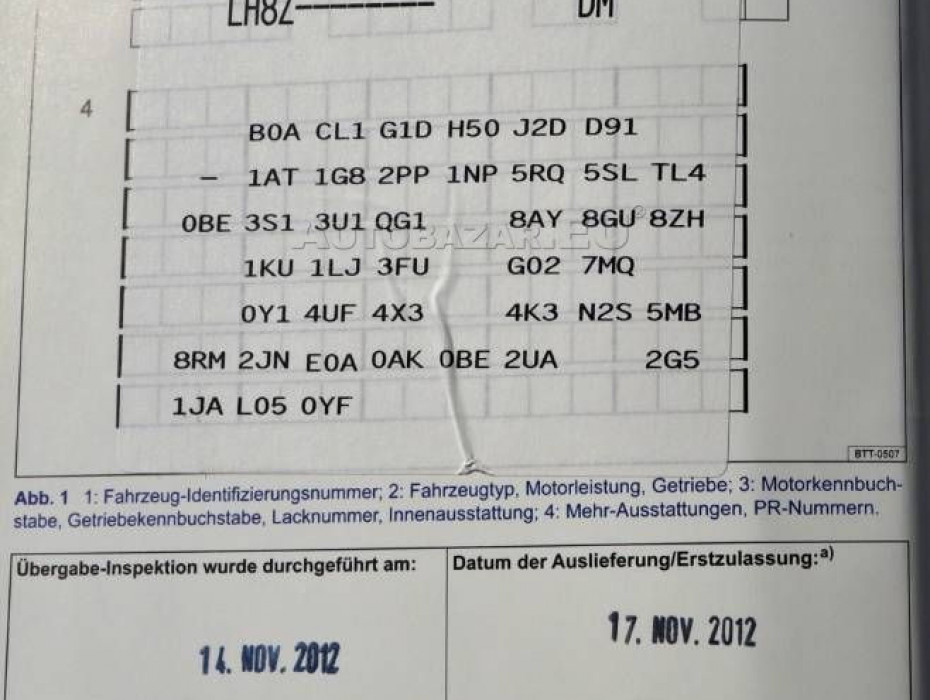 LH8Z-------- DM
4
B0A CL1 G1D H50 J2D D91
- 1AT 1G8 2PP 1NP 5RQ 5SL TL4
0BE 3S1 3U1 QG1 8AY 8GU 8ZH
AUTOBAZAR.EU
1KU 1LJ 3FU G02 7MQ
0Y1 4UF 4X3 4K3 N2S 5MB
8RM 2JN E0A 0AK 0BE 2UA 2G5
1JA L05 0YF
BTT-0507
Abb. 1 1: Fahrzeug-Identifizierungsnummer; 2: Fahrzeugtyp, Motorleistung, Getriebe; 3: Motorkennbuch-
stabe, Getriebekennbuchstabe, Lacknummer, Innenausstattung; 4: Mehr-Ausstattungen, PR-Nummern.
Übergabe-Inspektion wurde durchgeführt am:
Datum der Auslieferung/Erstzulassung:a)
14. NOV. 2012
17. NOV. 2012